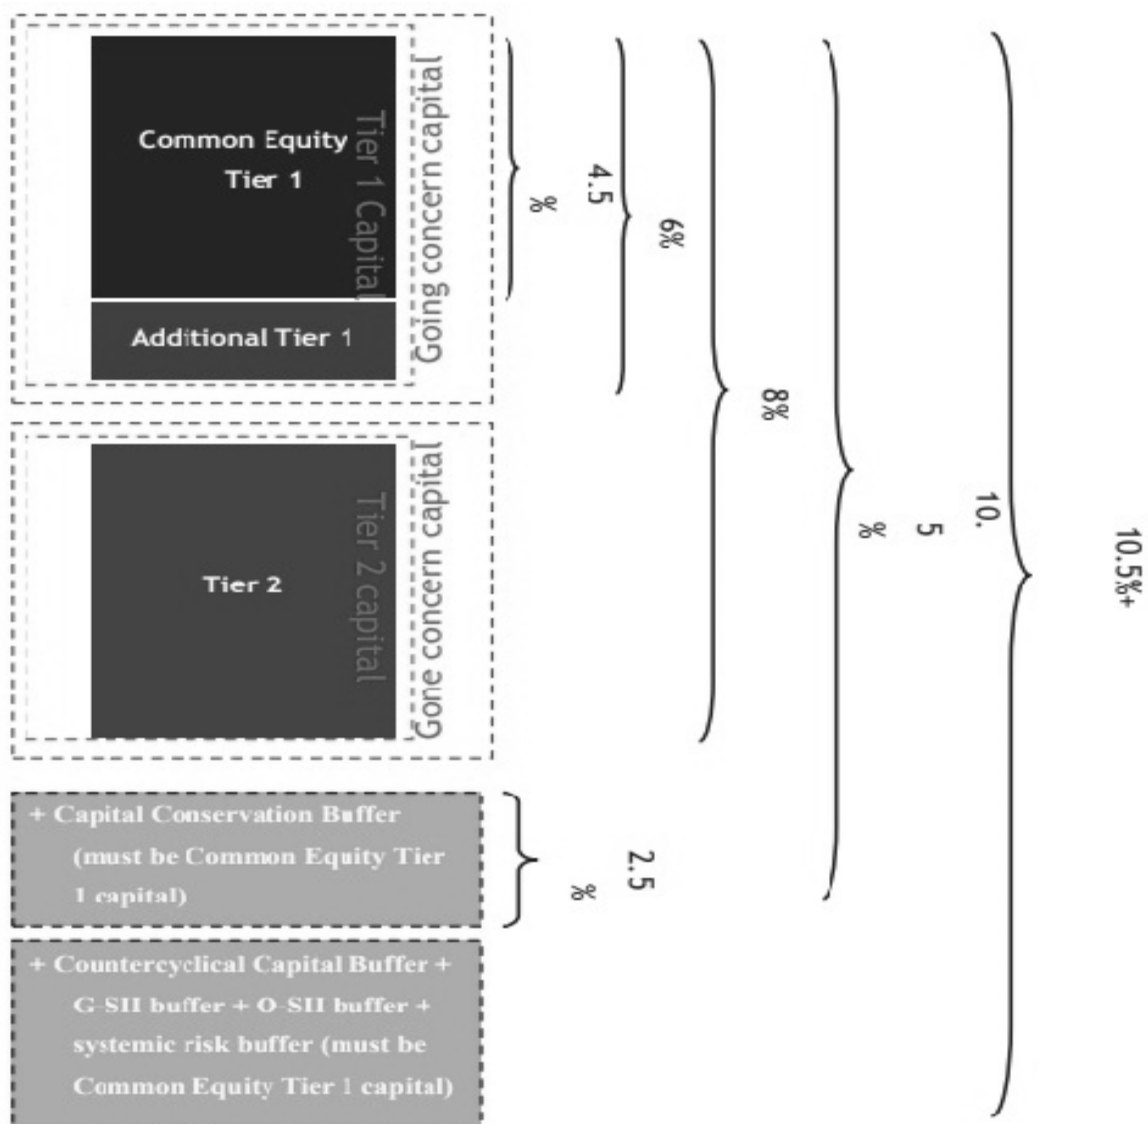 Common Equity
Tier 1
Tier 1 Capital
Going concern capital
Additional Tier 1
4.5
%
6%
8%
10.
5
%
10.5%+
Tier 2
Tier 2 capital
Gone concern capital
+ Capital Conservation Buffer
(must be Common Equity Tier
1 capital)
2.5
%
+ Countercyclical Capital Buffer +
G-SII buffer + O-SII buffer +
systemic risk buffer (must be
Common Equity Tier 1 capital)